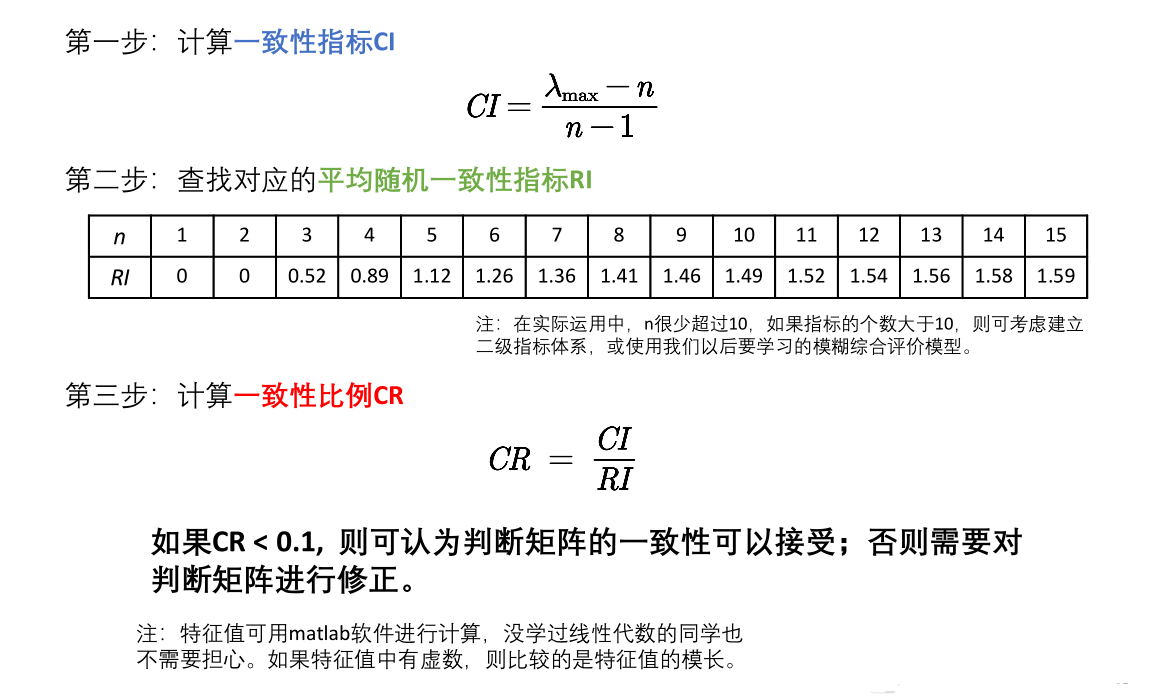 第一步：计算一致性指标CI
CI = (λmax − n) / (n − 1)
第二步：查找对应的平均随机一致性指标RI
n 1 2 3 4 5 6 7 8 9 10 11 12 13 14 15
RI 0 0 0.52 0.89 1.12 1.26 1.36 1.41 1.46 1.49 1.52 1.54 1.56 1.58 1.59
注：在实际运用中，n很少超过10，如果指标的个数大于10，则可考虑建立
二级指标体系，或使用我们以后要学习的模糊综合评价模型。
第三步：计算一致性比例CR
CR = CI / RI
如果CR < 0.1, 则可认为判断矩阵的一致性可以接受；否则需要对
判断矩阵进行修正。
注：特征值可用matlab软件进行计算，没学过线性代数的同学也
不需要担心。如果特征值中有虚数，则比较的是特征值的模长。